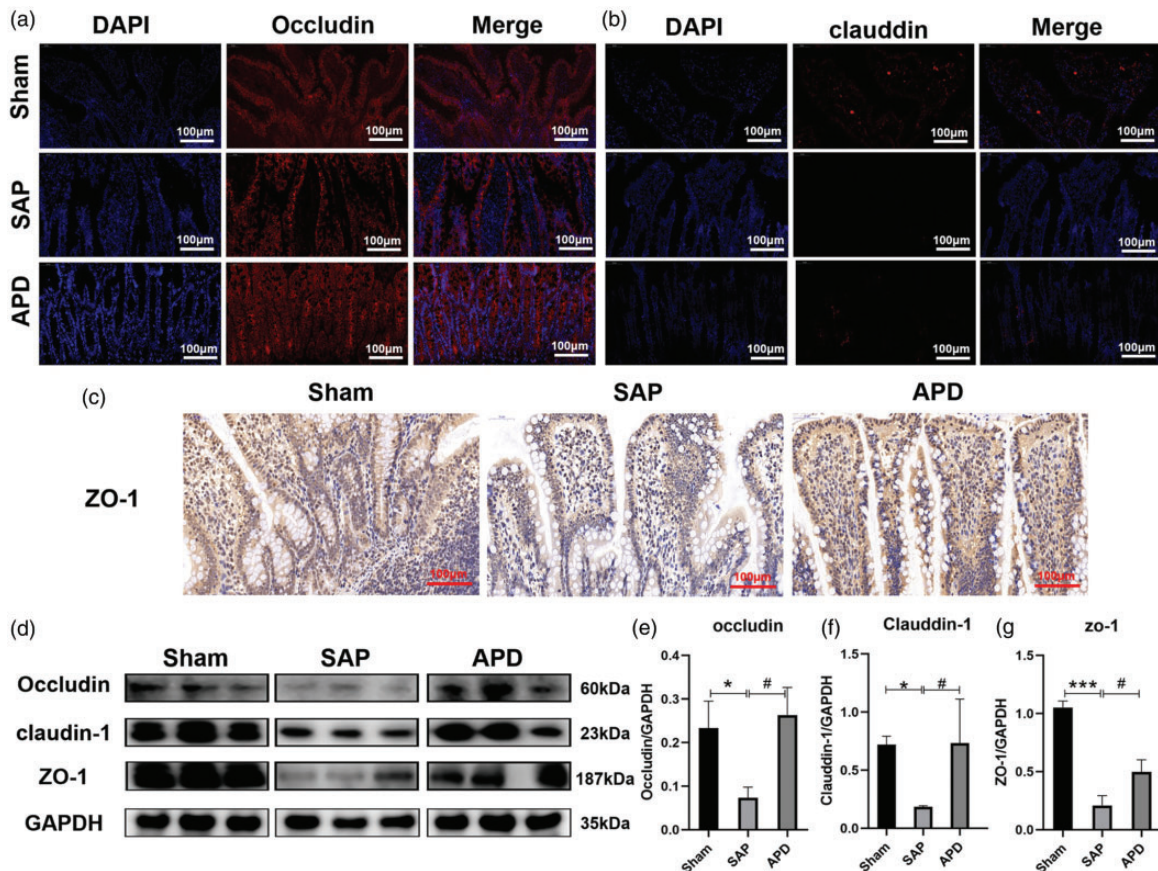 (a)
DAPI Occludin Merge
Sham
100μm 100μm 100μm
SAP
100μm 100μm 100μm
APD
100μm 100μm 100μm
(b)
DAPI clauddin Merge
100μm 100μm 100μm
100μm 100μm 100μm
100μm 100μm 100μm
(c)
Sham SAP APD
ZO-1
100μm 100μm 100μm
(d)
Sham SAP APD
Occludin 60kDa
claudin-1 23kDa
ZO-1 187kDa
GAPDH 35kDa
(e)
occludin
Occludin/GAPDH
0.4
0.3
0.2
0.1
0.0
* #
Sham SAP APD
(f)
Clauddin-1
Clauddin-1/GAPDH
1.5
1.0
0.5
0.0
* #
Sham SAP APD
(g)
zo-1
ZO-1/GAPDH
1.5
1.0
0.5
0.0
*** #
Sham SAP APD